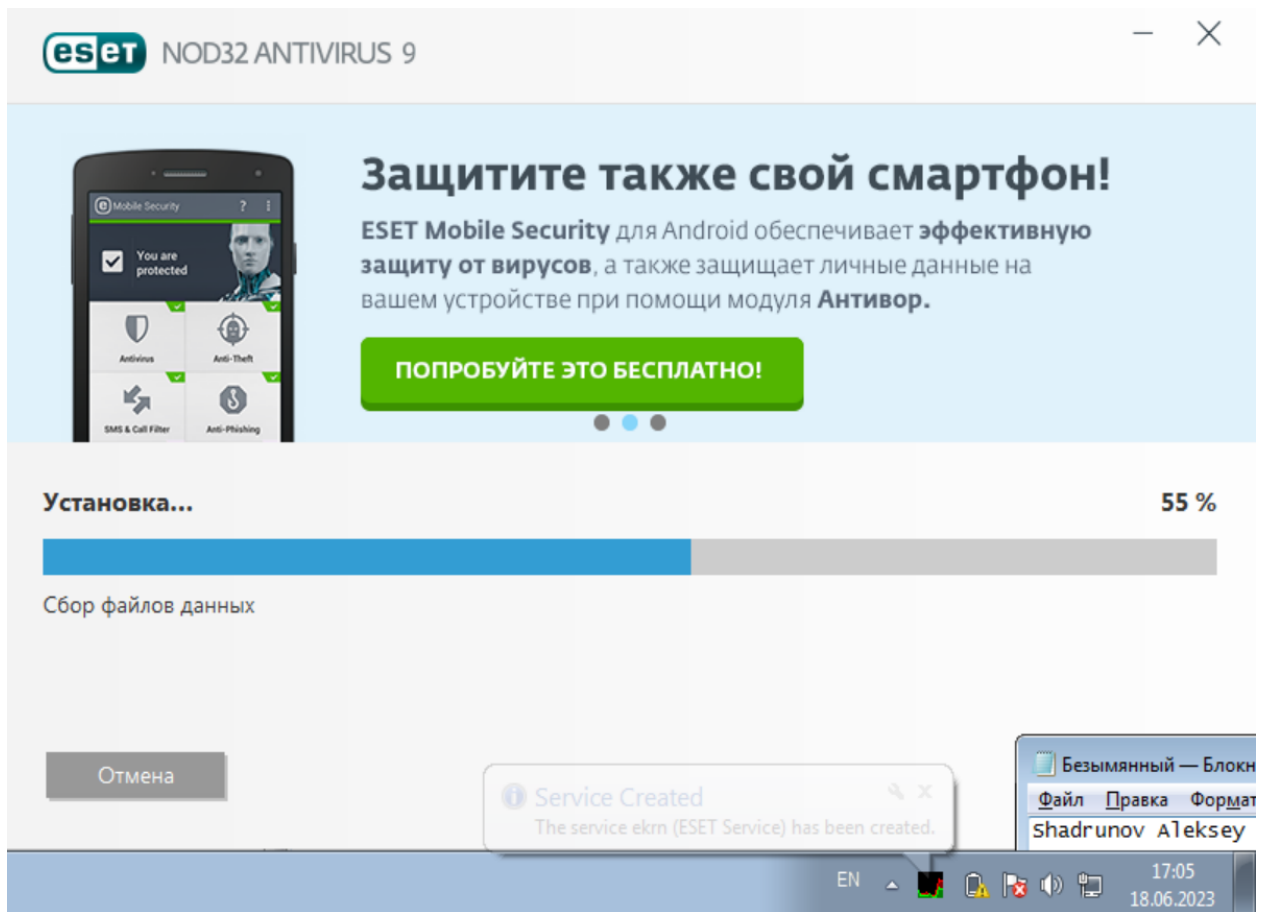 eset NOD32 ANTIVIRUS 9
Защитите также свой смартфон!
ESET Mobile Security для Android обеспечивает эффективную
защиту от вирусов, а также защищает личные данные на
вашем устройстве при помощи модуля Антивор.
ПОПРОБУЙТЕ ЭТО БЕСПЛАТНО!
Mobile Security ?
You are
protected
Antivirus Anti-Theft
SMS & Call Filter Anti-Phishing
Установка... 55 %
Сбор файлов данных
Отмена
Service Created
The service ekrn (ESET Service) has been created.
Безымянный — Блокн
Файл Правка Формат
Shadrunov Aleksey
EN
17:05
18.06.2023